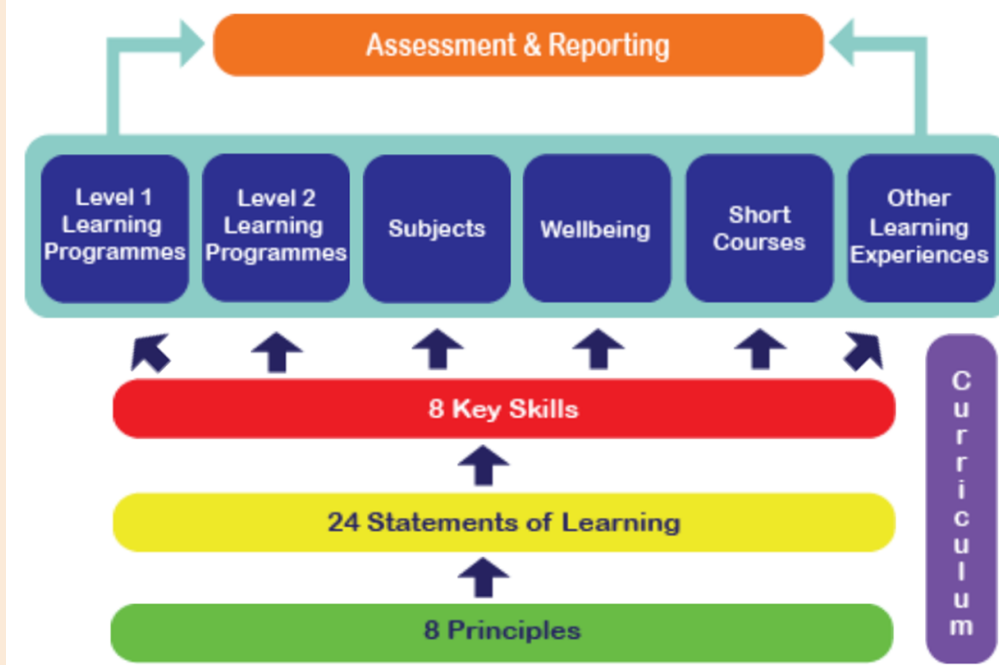 Assessment & Reporting
Level 1
Learning
Programmes
Level 2
Learning
Programmes
Subjects
Wellbeing
Short
Courses
Other
Learning
Experiences
8 Key Skills
24 Statements of Learning
8 Principles
Curriculum